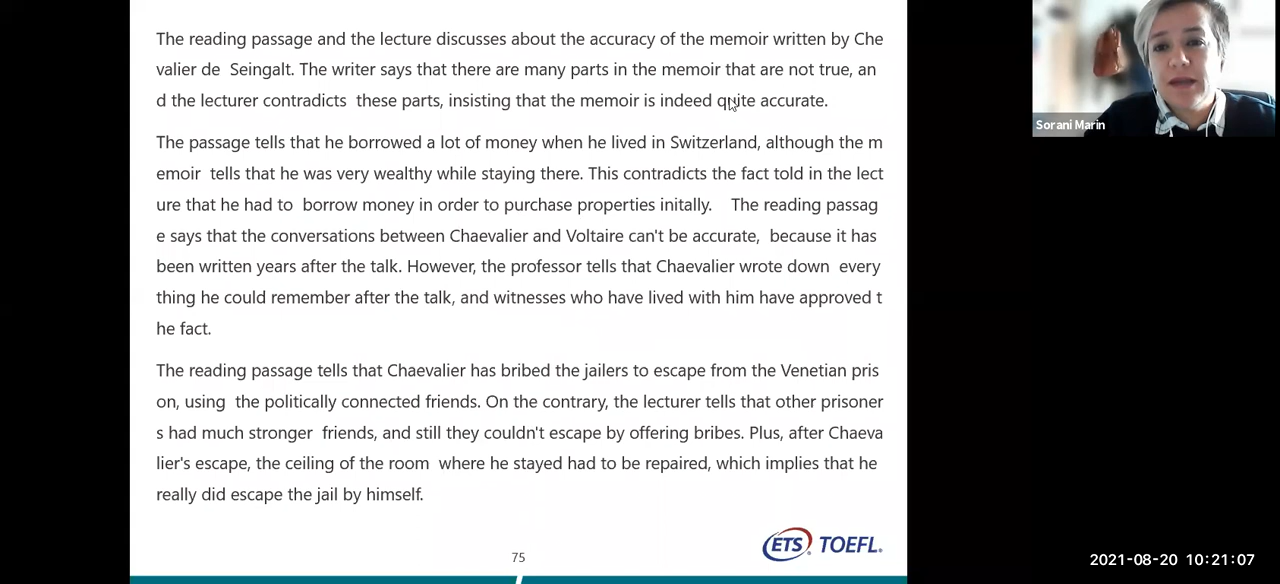 The reading passage and the lecture discusses about the accuracy of the memoir written by Che
valier de Seingalt. The writer says that there are many parts in the memoir that are not true, an
d the lecturer contradicts these parts, insisting that the memoir is indeed quite accurate.
The passage tells that he borrowed a lot of money when he lived in Switzerland, although the m
emoir tells that he was very wealthy while staying there. This contradicts the fact told in the lect
ure that he had to borrow money in order to purchase properties initally. The reading passag
e says that the conversations between Chaevalier and Voltaire can't be accurate, because it has
been written years after the talk. However, the professor tells that Chaevalier wrote down every
thing he could remember after the talk, and witnesses who have lived with him have approved t
he fact.
The reading passage tells that Chaevalier has bribed the jailers to escape from the Venetian pris
on, using the politically connected friends. On the contrary, the lecturer tells that other prisoner
s had much stronger friends, and still they couldn't escape by offering bribes. Plus, after Chaeva
lier's escape, the ceiling of the room where he stayed had to be repaired, which implies that he
really did escape the jail by himself.
75
ETS TOEFL.
Sorani Marin
2021-08-20 10:21:07